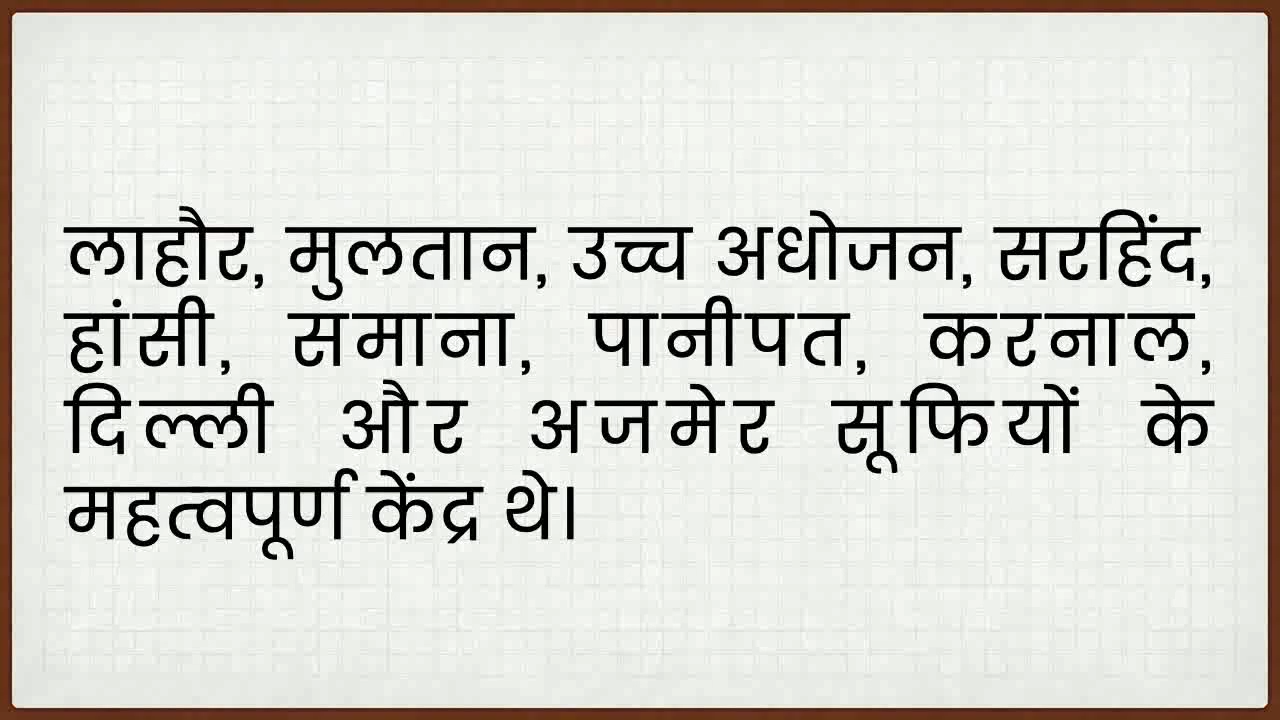 लाहौर, मुलतान, उच्च अधोजन, सरहिंद,
हांसी, समाना, पानीपत, करनाल,
दिल्ली और अजमेर सूफियों के
महत्वपूर्ण केंद्र थे।